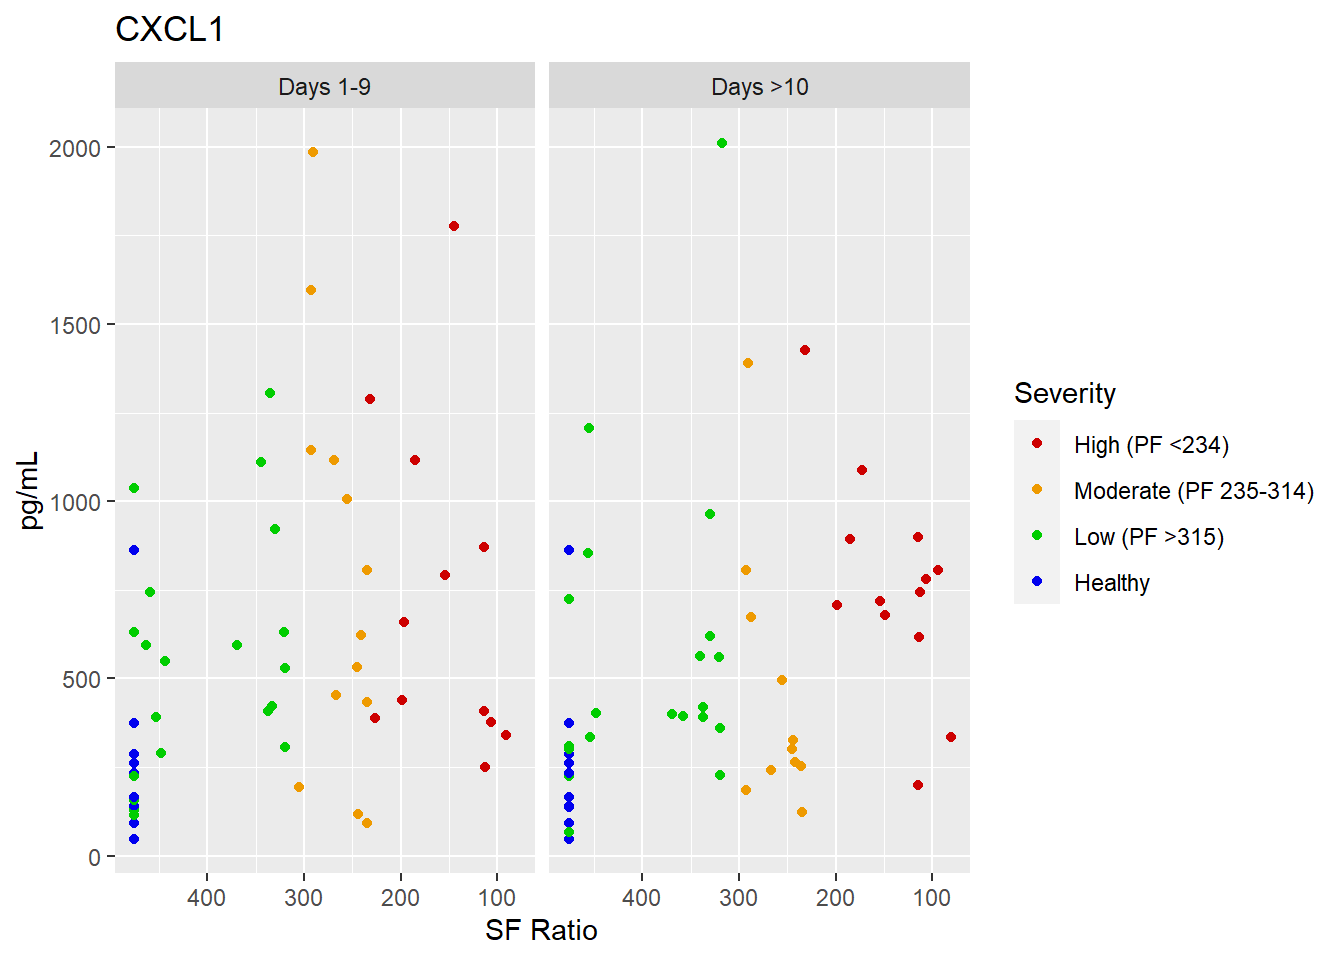 CXCL1
Days 1-9
Days >10
2000
1500
1000
500
0
pg/mL
400
300
200
100
400
300
200
100
SF Ratio
Severity
High (PF <234)
Moderate (PF 235-314)
Low (PF >315)
Healthy